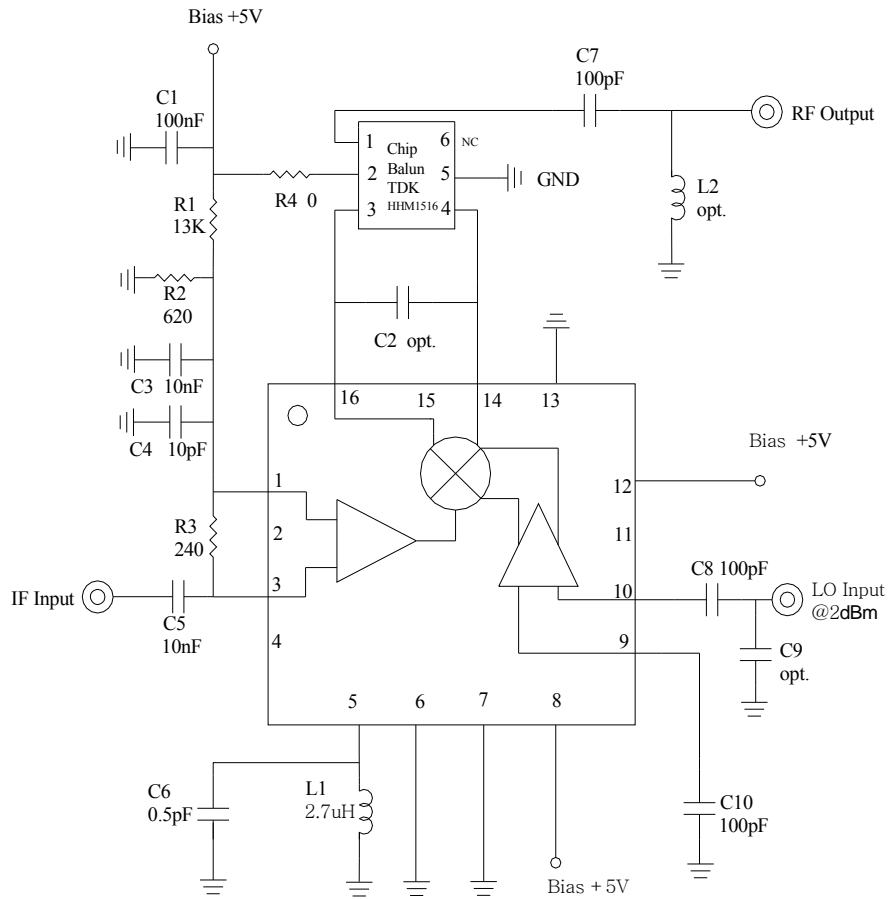 Bias +5V
C1
100nF
R1
13K
R2
620
C3 10nF
C4 10pF
R3
240
IF Input
C5
10nF
R4 0
1
2
3
Chip
Balun
TDK
HHM1516
6
5
4
NC
GND
C7
100pF
RF Output
L2
opt.
C2 opt.
16
15
14
13
1
2
3
4
12
11
10
9
Bias +5V
C8 100pF
LO Input
@2dBm
C9
opt.
5
6
7
8
C6
0.5pF
L1
2.7uH
Bias +5V
C10
100pF